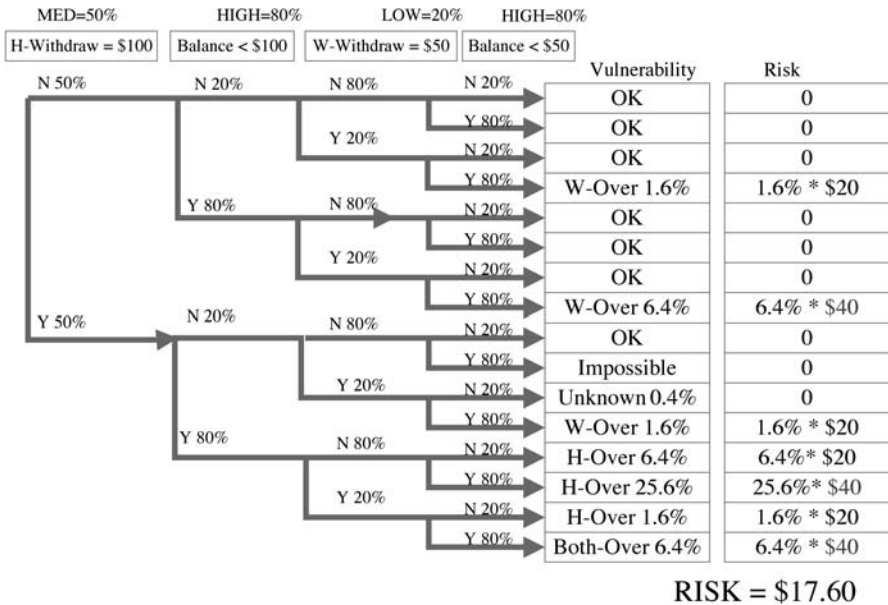 MED=50% HIGH=80% LOW=20% HIGH=80%
H-Withdraw = $100 Balance < $100 W-Withdraw = $50 Balance < $50
Vulnerability Risk
N 50% N 20% N 80% N 20% OK 0
Y 80% OK 0
Y 20% N 20% OK 0
Y 80% W-Over 1.6% 1.6% * $20
Y 80% N 80% N 20% OK 0
Y 80% OK 0
Y 20% N 20% OK 0
Y 80% W-Over 6.4% 6.4% * $40
Y 50% N 20% N 80% N 20% OK 0
Y 80% Impossible 0
Y 20% N 20% Unknown 0.4% 0
Y 80% W-Over 1.6% 1.6% * $20
Y 80% N 80% N 20% H-Over 6.4% 6.4%* $20
Y 80% H-Over 25.6% 25.6%* $40
Y 20% N 20% H-Over 1.6% 1.6% * $20
Y 80% Both-Over 6.4% 6.4% * $40
RISK = $17.60